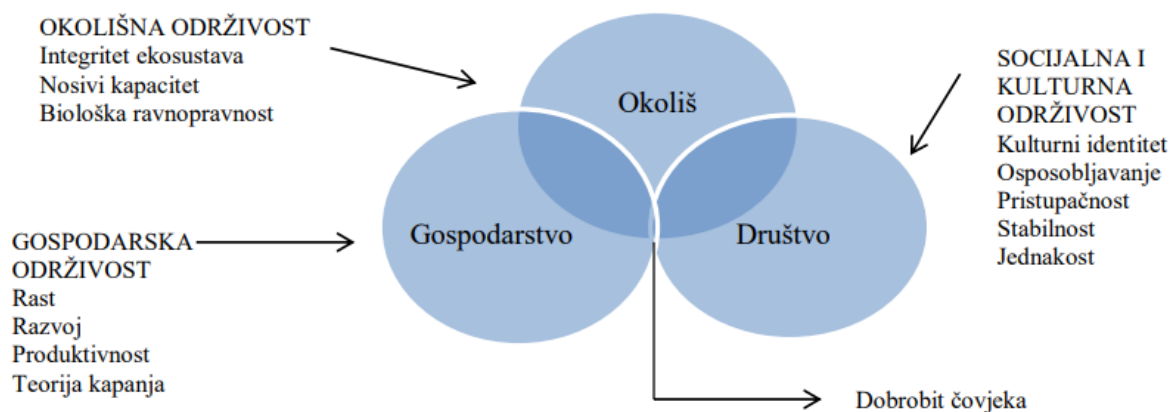 OKOLIŠNA ODRŽIVOST
Integritet ekosustava
Nosivi kapacitet
Biološka ravnopravnost
Okoliš
SOCIJALNA I
KULTURNA
ODRŽIVOST
Kulturni identitet
Osposobljavanje
Pristupačnost
Stabilnost
Jednakost
GOSPODARSKA
ODRŽIVOST
Rast
Razvoj
Produktivnost
Teorija kapanja
Gospodarstvo
Društvo
Dobrobit čovjeka